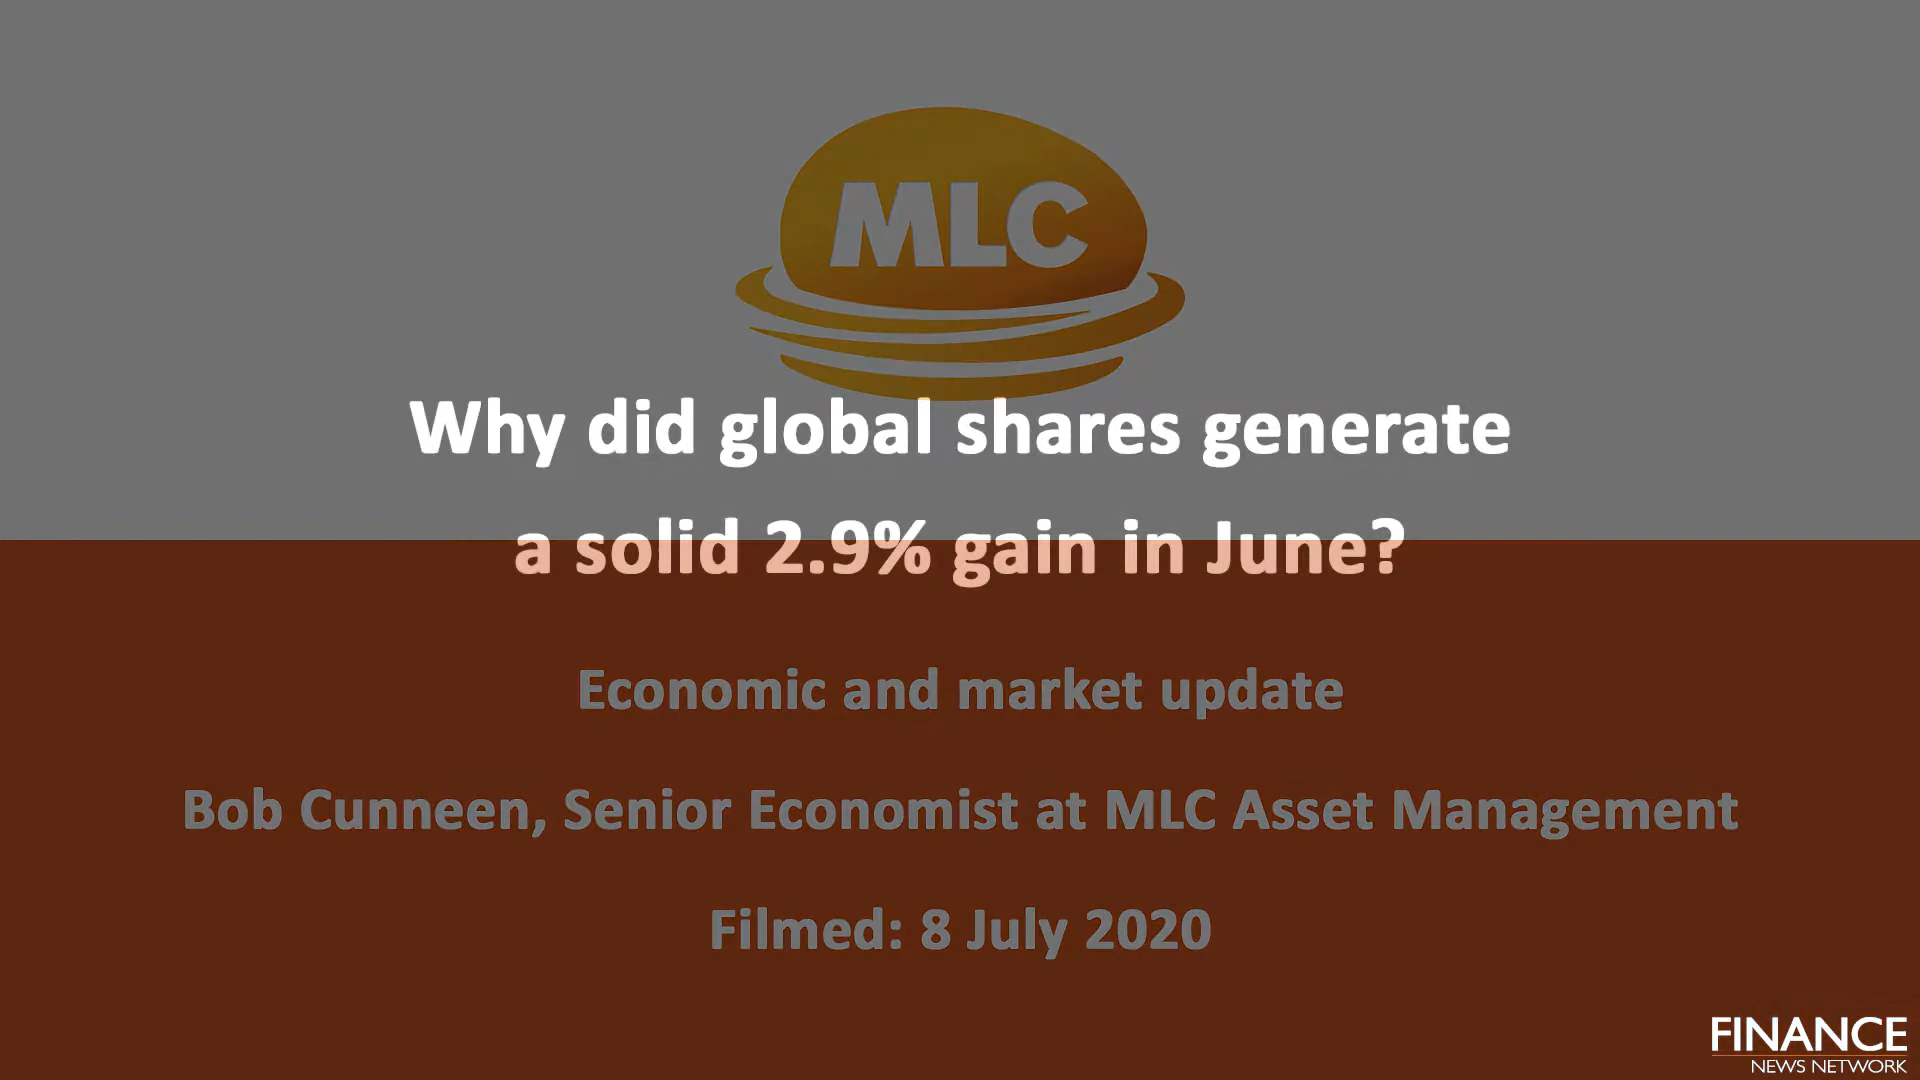 MLC
Why did global shares generate
a solid 2.9% gain in June?
Economic and market update
Bob Cunneen, Senior Economist at MLC Asset Management
Filmed: 8 July 2020
FINANCE
NEWS NETWORK